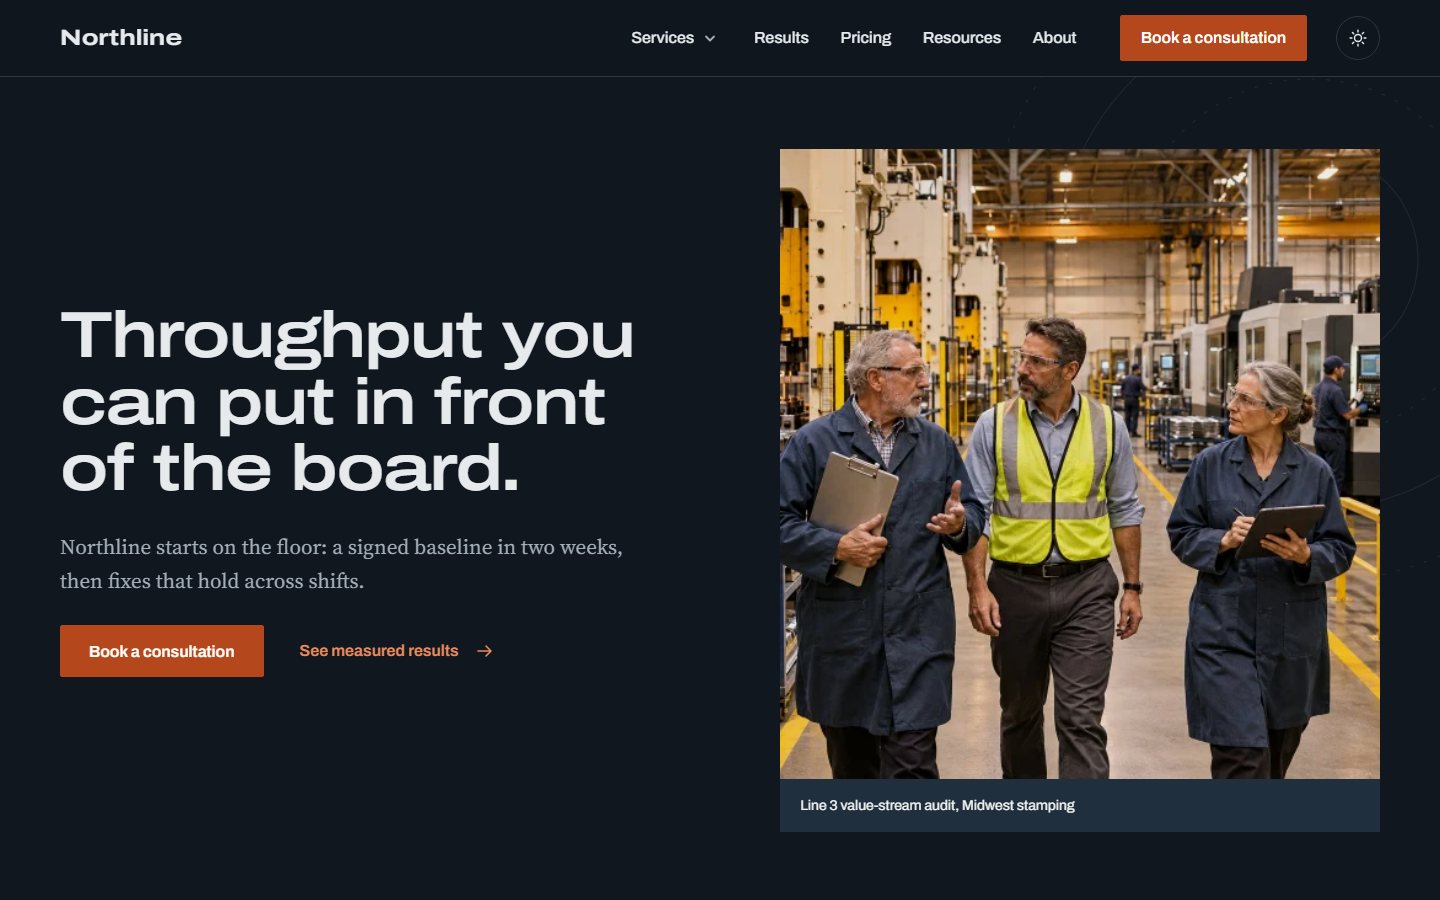 Northline
Services
Results
Pricing
Resources
About
Book a consultation
Throughput you
can put in front
of the board.
Northline starts on the floor: a signed baseline in two weeks,
then fixes that hold across shifts.
Book a consultation
See measured results
Line 3 value-stream audit, Midwest stamping